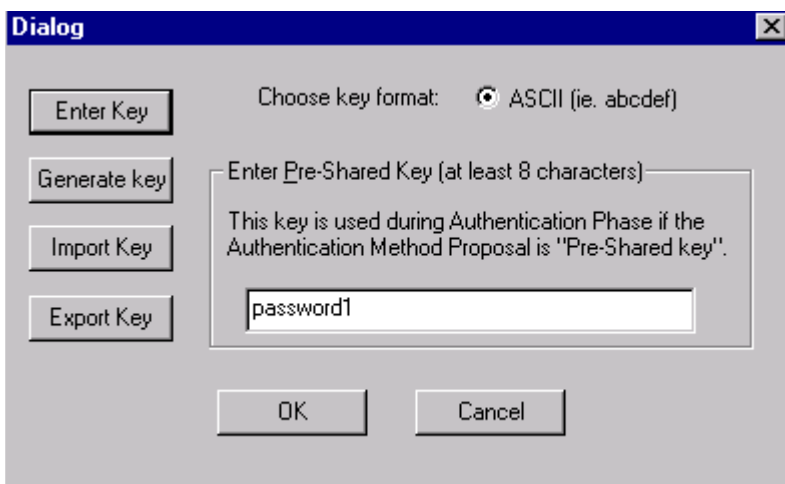 Dialog
Enter Key
Choose key format: ASCII (ie. abcdef)
Generate key
Enter Pre-Shared Key (at least 8 characters)
This key is used during Authentication Phase if the
Authentication Method Proposal is "Pre-Shared key".
Import Key
Export Key
password1
OK Cancel